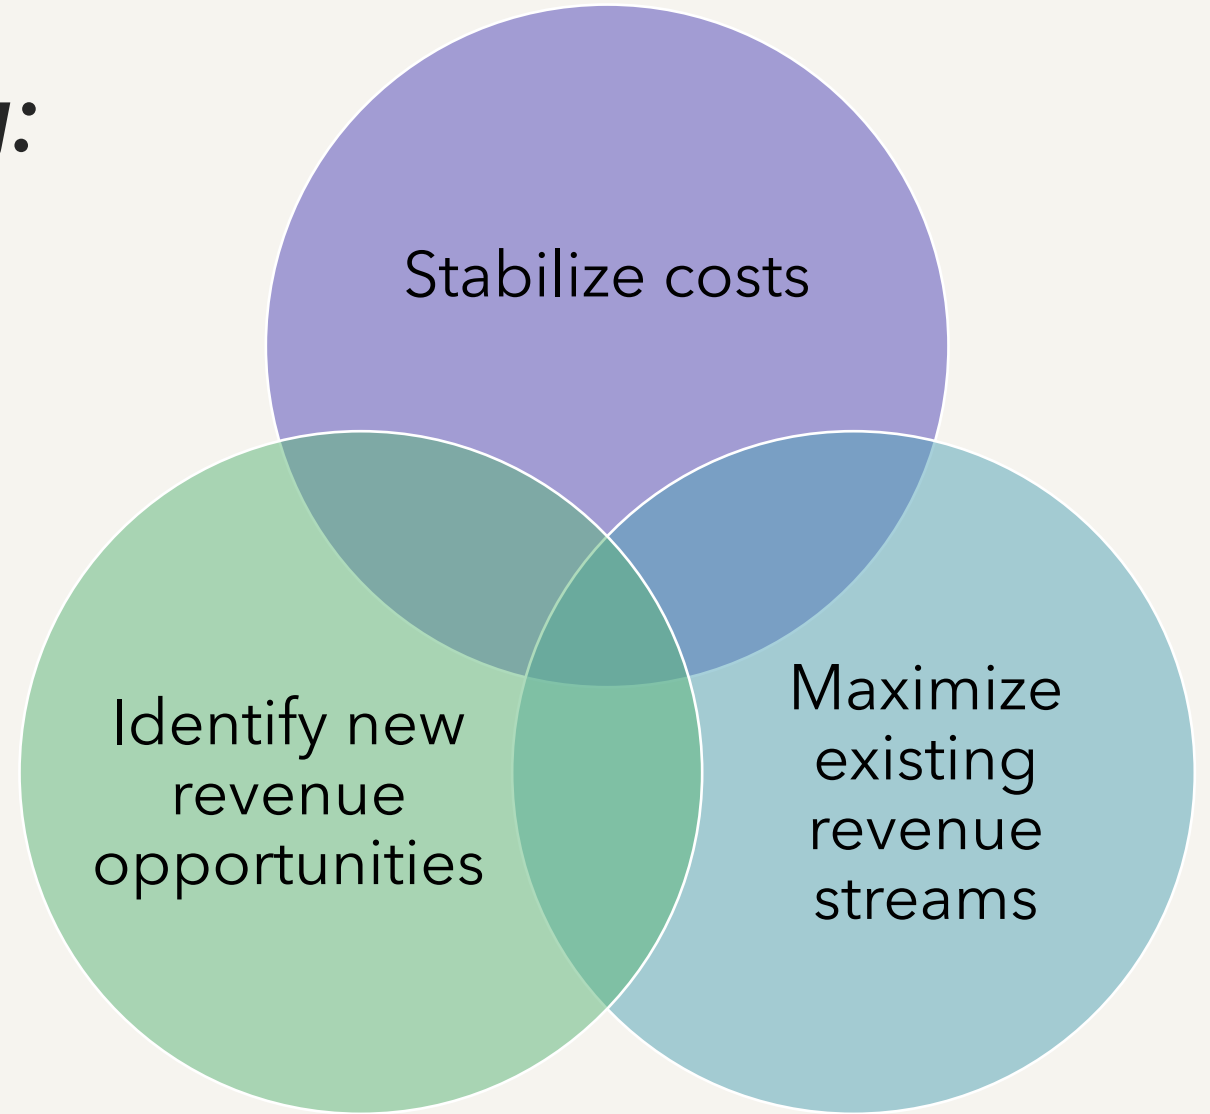 Stabilize costs
Identify new
revenue
opportunities
Maximize
existing
revenue
streams